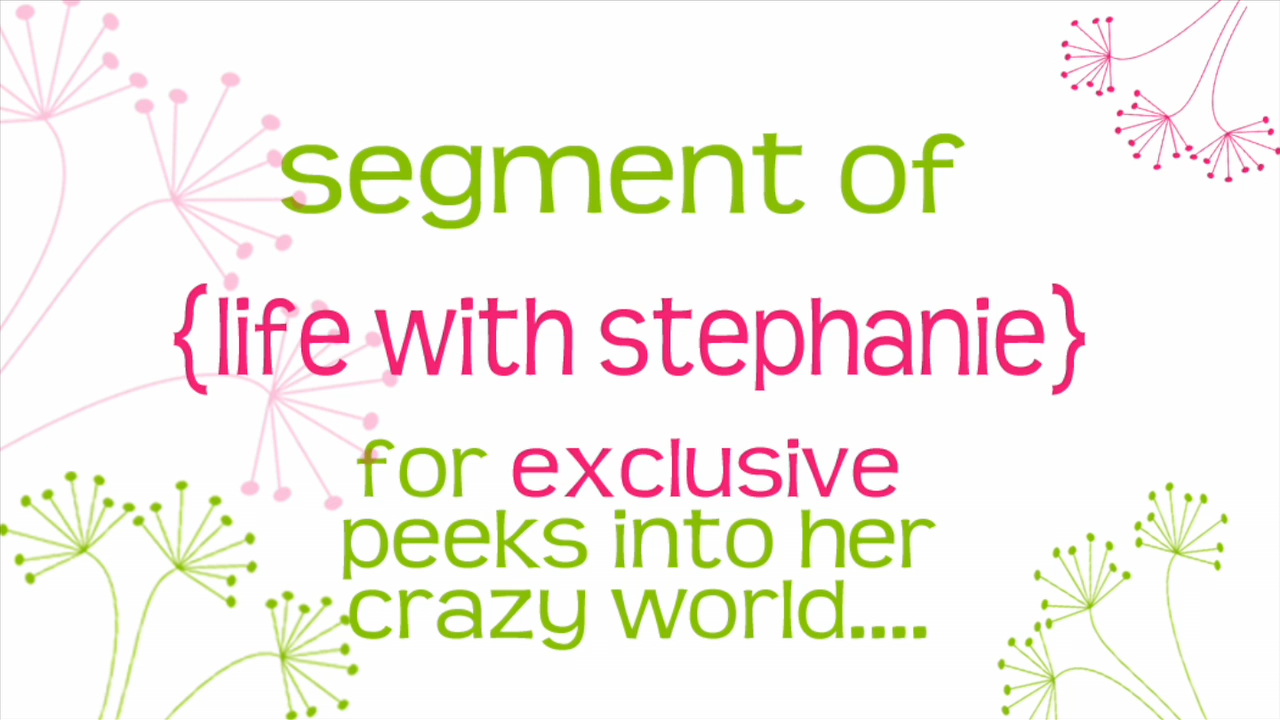 segment of
{life with stephanie}
for exclusive
peeks into her
crazy world....